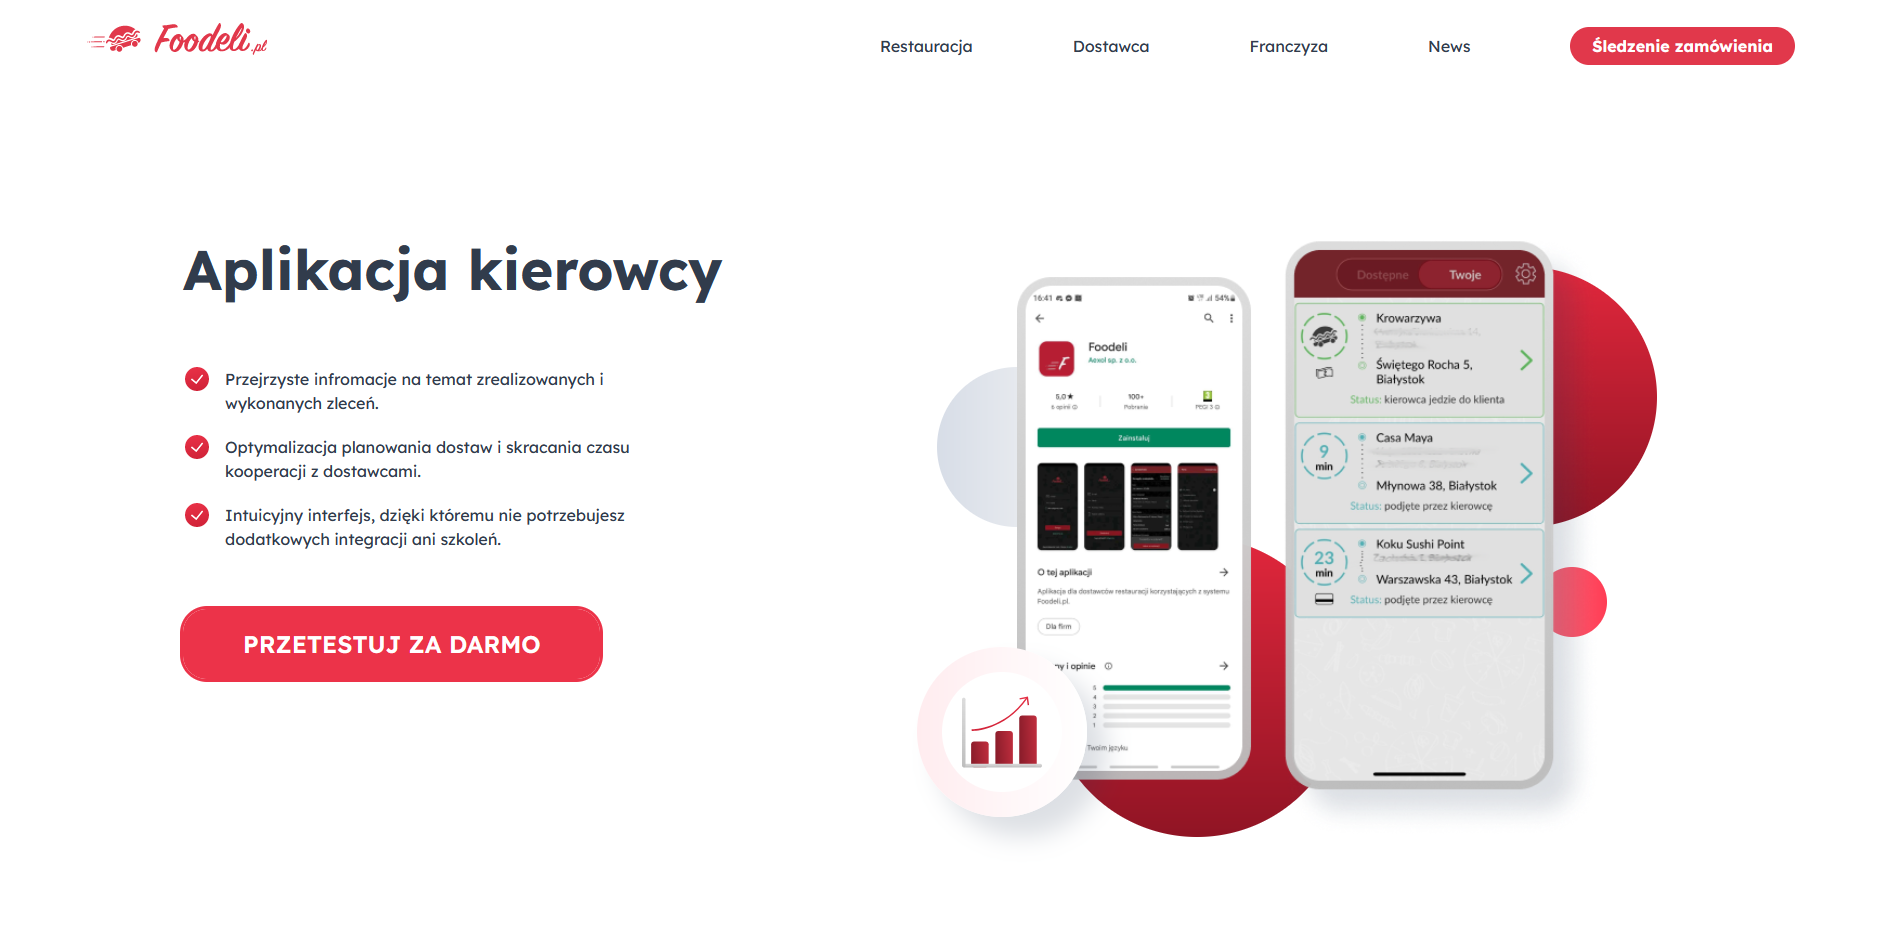 Foodeli.pl
Restauracja
Dostawca
Franczyza
News
Śledzenie zamówienia
Aplikacja kierowcy
Przejrzyste infromacje na temat zrealizowanych i
wykonanych zleceń.
Optymalizacja planowania dostaw i skracania czasu
kooperacji z dostawcami.
Intuicyjny interfejs, dzięki któremu nie potrzebujesz
dodatkowych integracji ani szkoleń.
PRZETESTUJ ZA DARMO
16:41
54%
Foodeli
Aexol sp. z o.o.
5,0★
6 opinii
100+
Pobrania
3
PEGI 3
Zainstaluj
O tej aplikacji
Aplikacja dla dostawców restauracji korzystających z systemu
Foodeli.pl.
Dla firm
ny i opinie
5
4
3
2
1
Twoim języku
Dostępne
Twoje
Krowarzywa
Świętego Rocha 5,
Białystok
Status: kierowca jedzie do klienta
9
min
Casa Maya
Młynowa 38, Białystok
Status: podjęte przez kierowcę
23
min
Koku Sushi Point
Warszawska 43, Białystok
Status: podjęte przez kierowcę